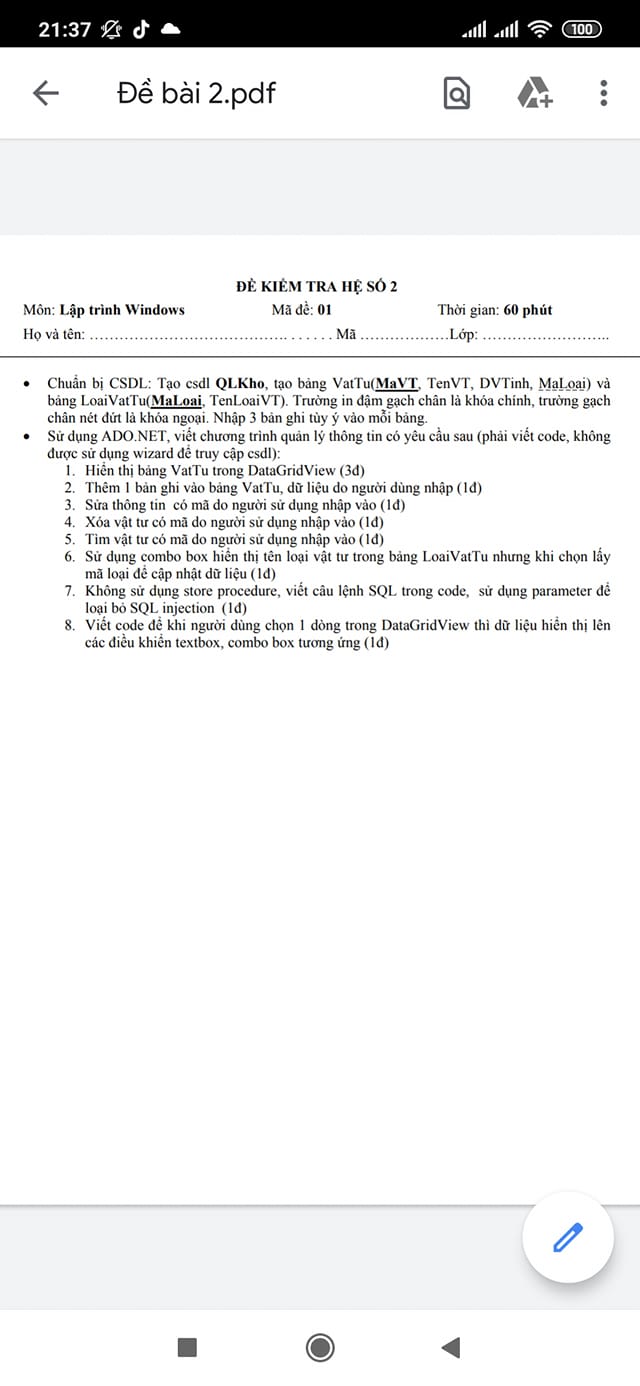 21:37
100
Đề bài 2.pdf
ĐỀ KIỂM TRA HỆ SỐ 2
Môn: Lập trình Windows Mã đề: 01 Thời gian: 60 phút
Họ và tên: ……………………………………. . . . . . . Mã ………………..Lớp: ……………………..
• Chuẩn bị CSDL: Tạo csdl QLKho, tạo bảng VatTu(MaVT, TenVT, DVTinh, MaLoai) và
bảng LoaiVatTu(MaLoai, TenLoaiVT). Trường in đậm gạch chân là khóa chính, trường gạch
chân nét đứt là khóa ngoại. Nhập 3 bản ghi tùy ý vào mỗi bảng.
• Sử dụng ADO.NET, viết chương trình quản lý thông tin có yêu cầu sau (phải viết code, không
được sử dụng wizard để truy cập csdl):
1. Hiển thị bảng VatTu trong DataGridView (3đ)
2. Thêm 1 bản ghi vào bảng VatTu, dữ liệu do người dùng nhập (1đ)
3. Sửa thông tin có mã do người sử dụng nhập vào (1đ)
4. Xóa vật tư có mã do người sử dụng nhập vào (1đ)
5. Tìm vật tư có mã do người sử dụng nhập vào (1đ)
6. Sử dụng combo box hiển thị tên loại vật tư trong bảng LoaiVatTu nhưng khi chọn lấy
mã loại để cập nhật dữ liệu (1đ)
7. Không sử dụng store procedure, viết câu lệnh SQL trong code, sử dụng parameter để
loại bỏ SQL injection (1đ)
8. Viết code để khi người dùng chọn 1 dòng trong DataGridView thì dữ liệu hiển thị lên
các điều khiển textbox, combo box tương ứng (1đ)